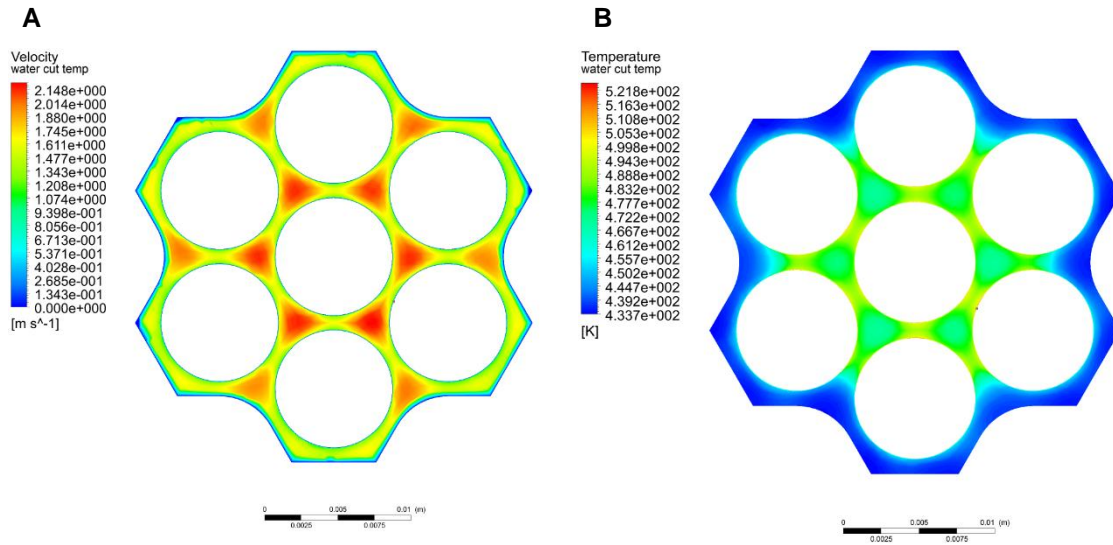 A
Velocity
water cut temp
2.148e+000
2.014e+000
1.880e+000
1.745e+000
1.611e+000
1.477e+000
1.343e+000
1.208e+000
1.074e+000
9.398e-001
8.056e-001
6.713e-001
5.371e-001
4.028e-001
2.685e-001
1.343e-001
0.000e+000
[m s^-1]
0 0.005 0.01 (m)
0.0025 0.0075
B
Temperature
water cut temp
5.218e+002
5.163e+002
5.108e+002
5.053e+002
4.998e+002
4.943e+002
4.888e+002
4.832e+002
4.777e+002
4.722e+002
4.667e+002
4.612e+002
4.557e+002
4.502e+002
4.447e+002
4.392e+002
4.337e+002
[K]
0 0.005 0.01 (m)
0.0025 0.0075